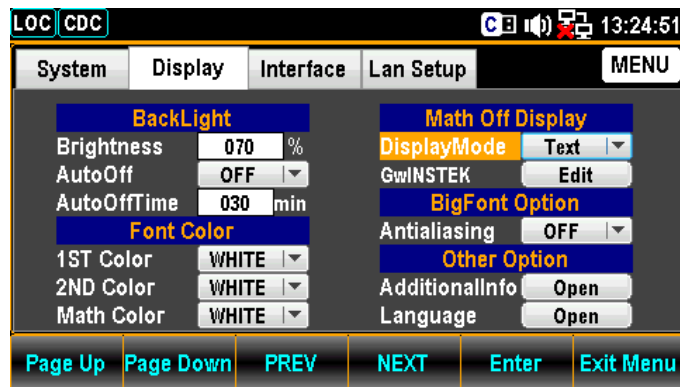 LOC CDC C 13:24:51
System Display Interface Lan Setup MENU
BackLight
Brightness 070 %
AutoOff OFF
AutoOffTime 030 min
Font Color
1ST Color WHITE
2ND Color WHITE
Math Color WHITE
Math Off Display
DisplayMode Text
GwINSTEK Edit
BigFont Option
Antialiasing OFF
Other Option
AdditionalInfo Open
Language Open
Page Up Page Down PREV NEXT Enter Exit Menu